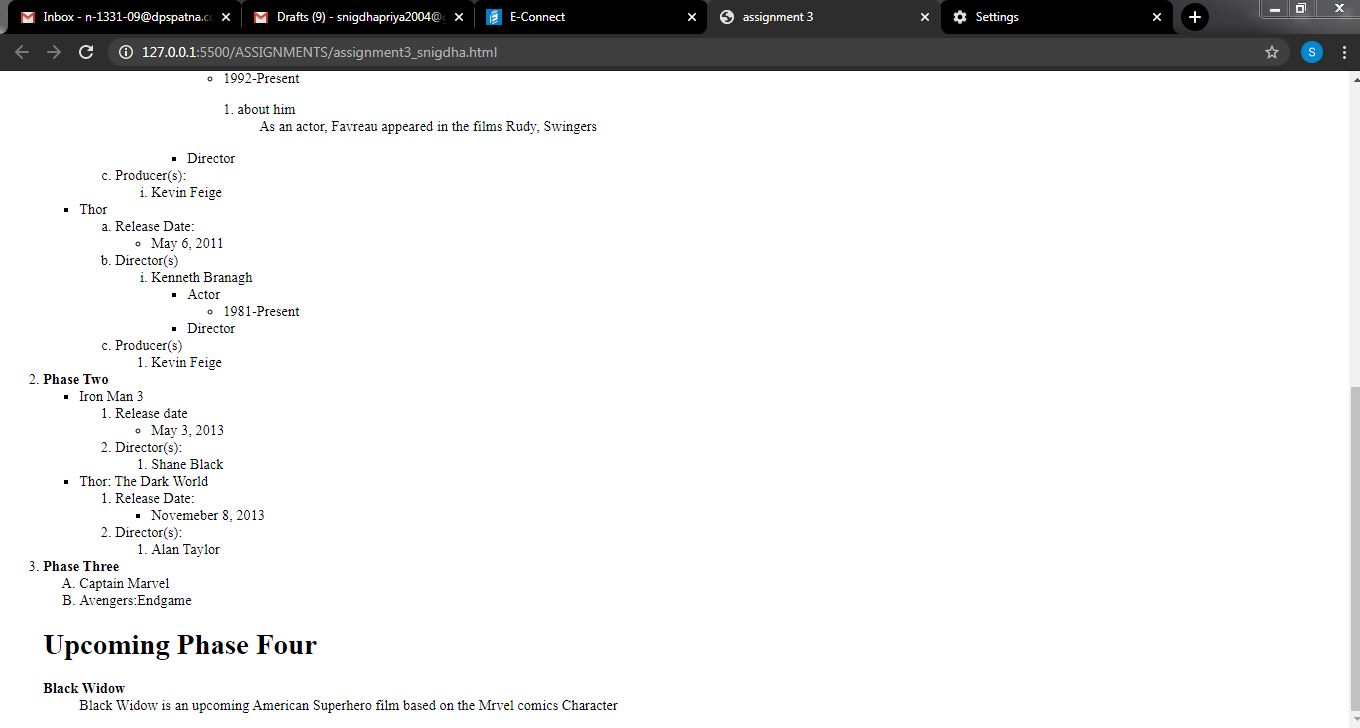 Inbox - n-1331-09@dpspatna.c
Drafts (9) - snigdhapriya2004@
E-Connect
assignment 3
Settings
127.0.0.1:5500/ASSIGNMENTS/assignment3_snigdha.html
S
1992-Present
1. about him
As an actor, Favreau appeared in the films Rudy, Swingers
Director
c. Producer(s):
i. Kevin Feige
Thor
a. Release Date:
May 6, 2011
b. Director(s)
i. Kenneth Branagh
Actor
1981-Present
Director
c. Producer(s)
1. Kevin Feige
2. Phase Two
Iron Man 3
1. Release date
May 3, 2013
2. Director(s):
1. Shane Black
Thor: The Dark World
1. Release Date:
Novemeber 8, 2013
2. Director(s):
1. Alan Taylor
3. Phase Three
A. Captain Marvel
B. Avengers:Endgame
Upcoming Phase Four
Black Widow
Black Widow is an upcoming American Superhero film based on the Mrvel comics Character